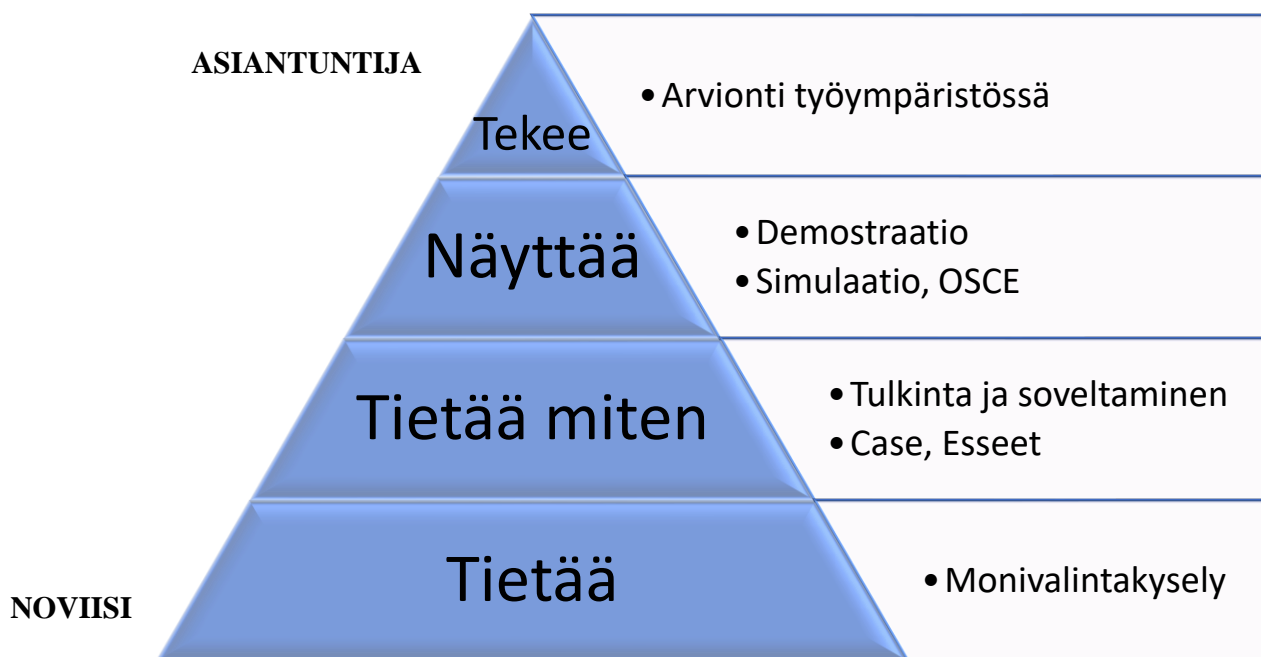 ASIANTUNTIJA
Tekee
• Arvionti työympäristössä
Näyttää
• Demostraatio
• Simulaatio, OSCE
Tietää miten
• Tulkinta ja soveltaminen
• Case, Esseet
Tietää
• Monivalintakysely
NOVIISI